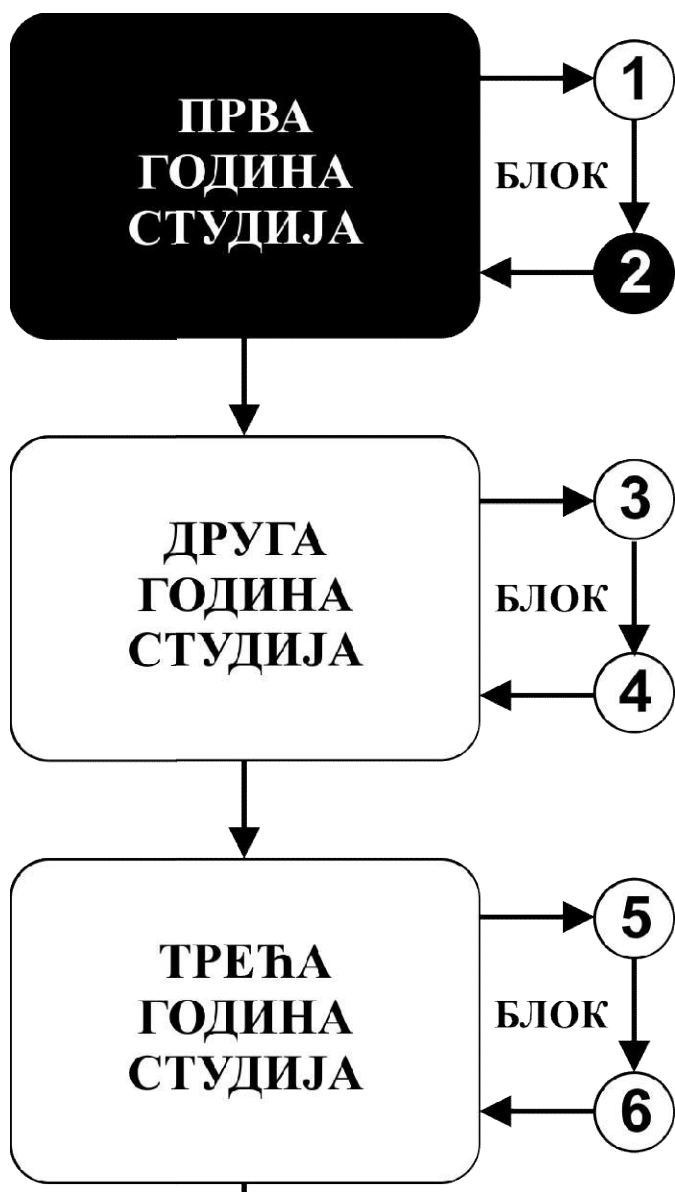 ПРВА
ГОДИНА
СТУДИЈА
1
БЛОК
2
ДРУГА
ГОДИНА
СТУДИЈА
3
БЛОК
4
ТРЕЋА
ГОДИНА
СТУДИЈА
5
БЛОК
6